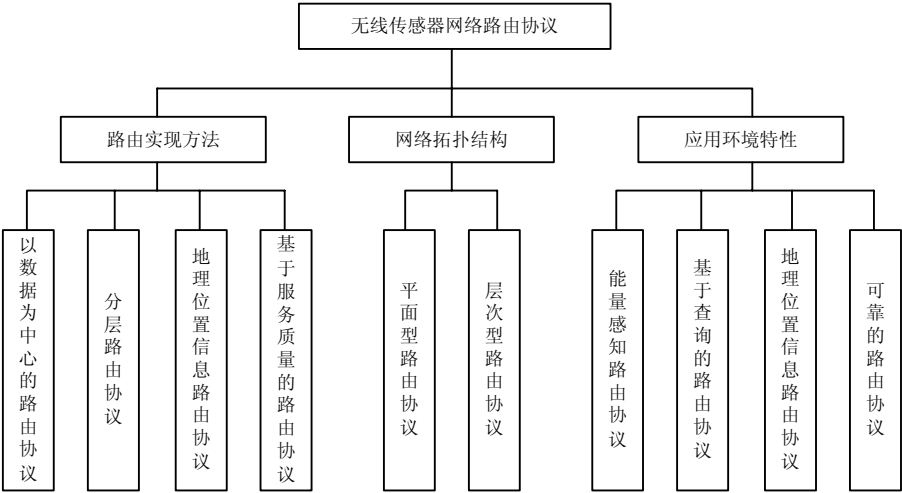 无线传感器网络路由协议
路由实现方法
网络拓扑结构
应用环境特性
以数据为中心的路由协议
分层路由协议
地理位置信息路由协议
基于服务质量的路由协议
平面型路由协议
层次型路由协议
能量感知路由协议
基于查询的路由协议
地理位置信息路由协议
可靠的路由协议